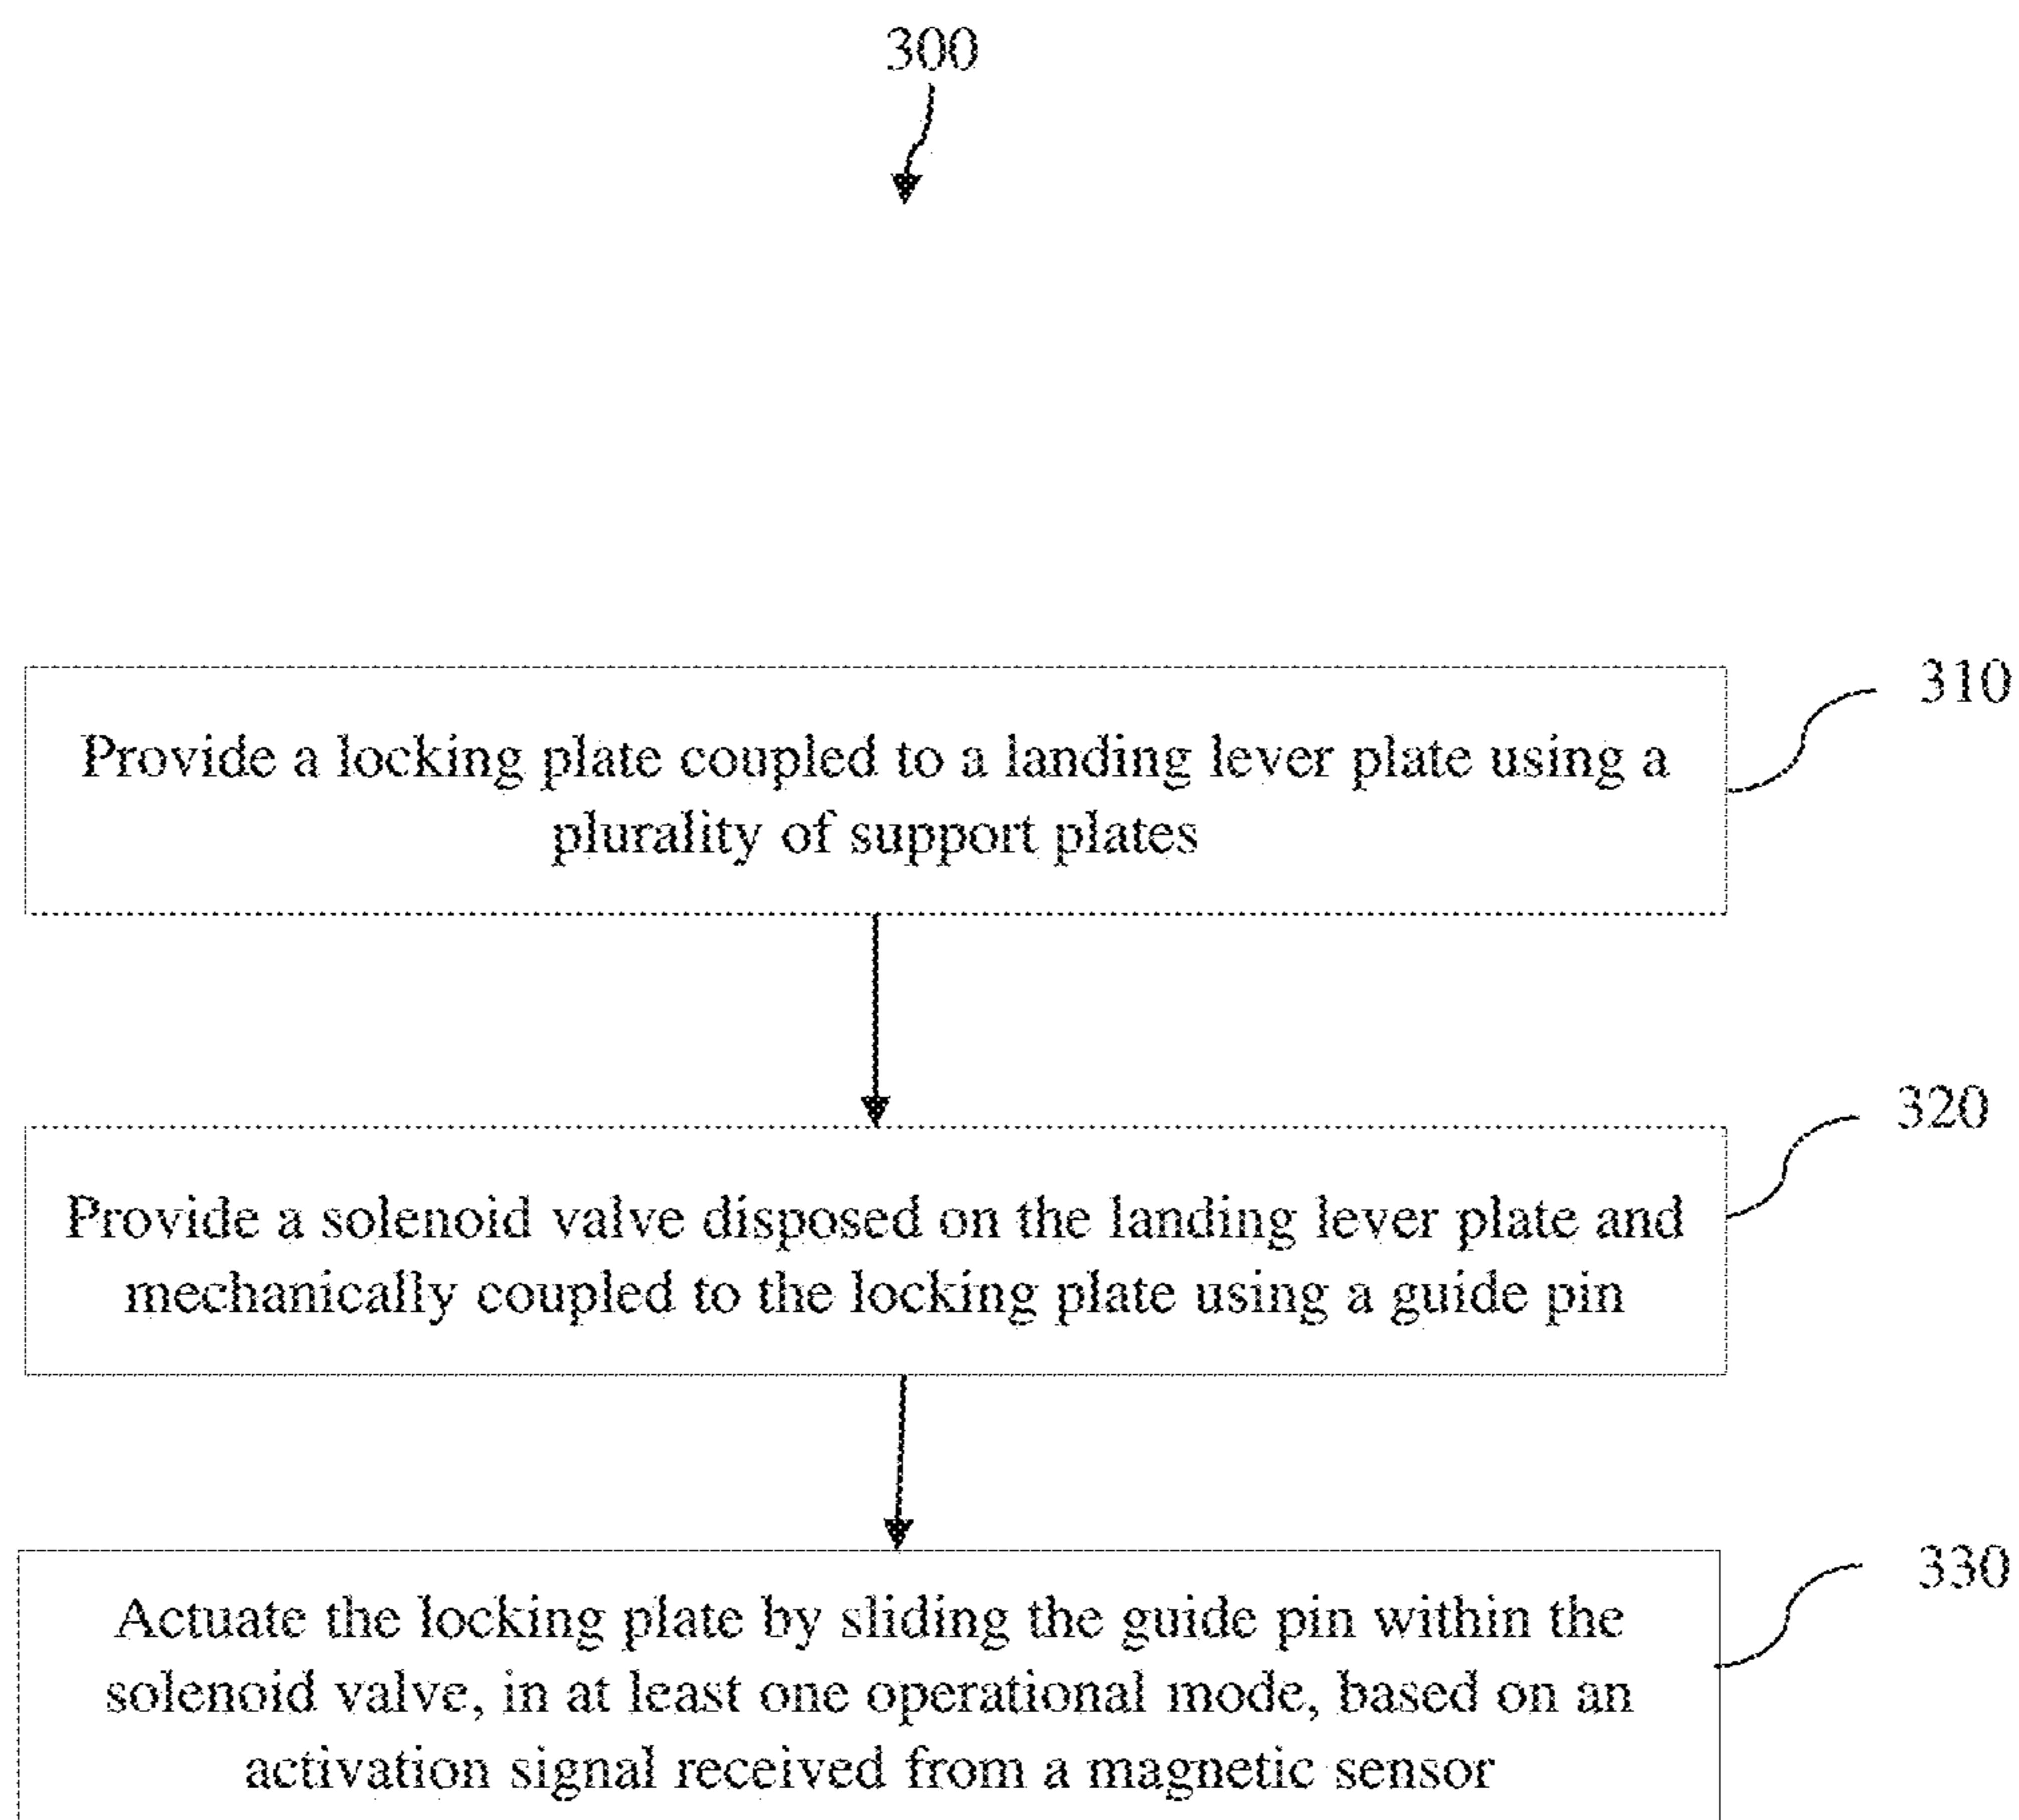 300
310
Provide a locking plate coupled to a landing lever plate using a
plurality of support plates
320
Provide a solenoid valve disposed on the landing lever plate and
mechanically coupled to the locking plate using a guide pin
330
Actuate the locking plate by sliding the guide pin within the
solenoid valve, in at least one operational mode, based on an
activation signal received from a magnetic sensor